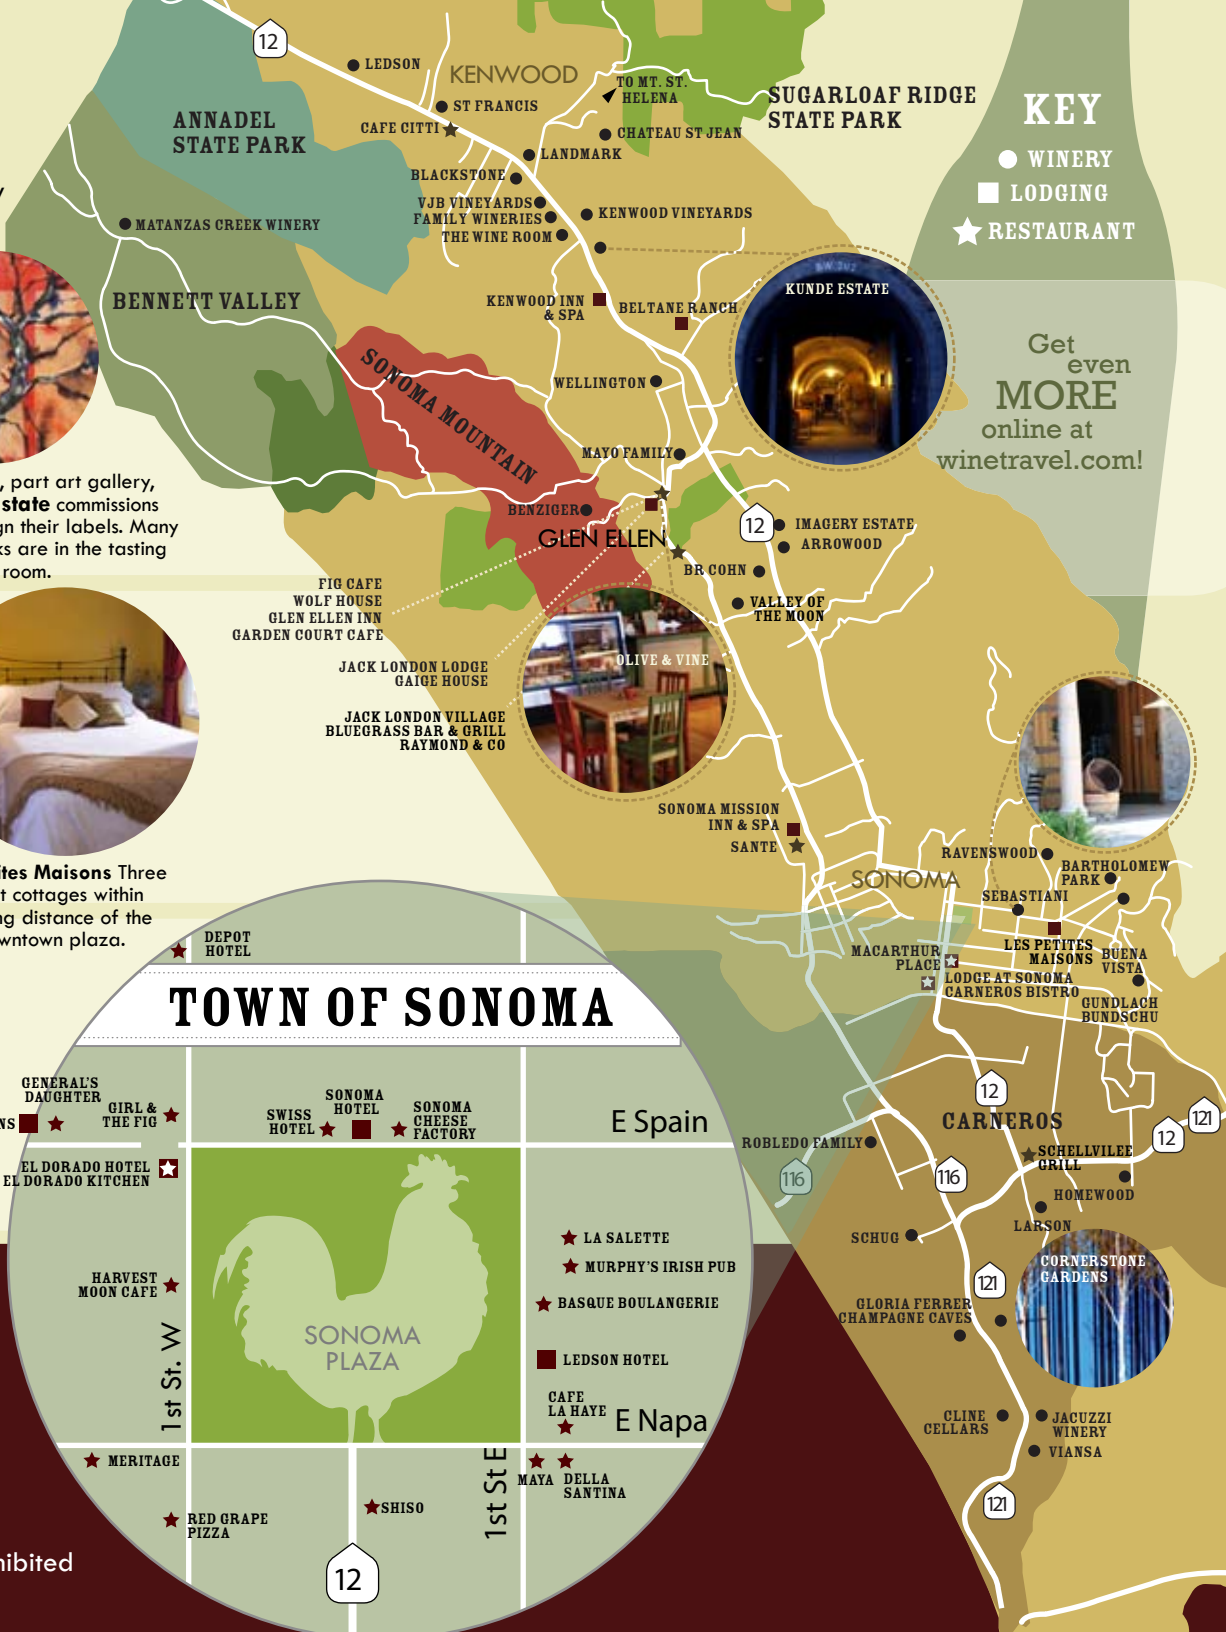 12
LEDSON
KENWOOD
ST FRANCIS
CAFE CITTI
TO MT. ST.
HELENA
CHATEAU ST JEAN
LANDMARK
BLACKSTONE
VJB VINEYARDS
FAMILY WINERIES
THE WINE ROOM
KENWOOD VINEYARDS
ANNADEL
STATE PARK
SUGARLOAF RIDGE
STATE PARK
KEY
WINERY
LODGING
RESTAURANT
MATANZAS CREEK WINERY
BENNETT VALLEY
KENWOOD INN
& SPA
BELTANE RANCH
KUNDE ESTATE
Get
even
MORE
online at
winetravel.com!
SONOMA MOUNTAIN
WELLINGTON
MAYO FAMILY
BENZIGER
GLEN ELLEN
12
IMAGERY ESTATE
ARROWOOD
BR COHN
VALLEY OF
THE MOON
, part art gallery,
state commissions
gn their labels. Many
ks are in the tasting
room.
FIG CAFE
WOLF HOUSE
GLEN ELLEN INN
GARDEN COURT CAFE
JACK LONDON LODGE
GAIGE HOUSE
JACK LONDON VILLAGE
BLUEGRASS BAR & GRILL
RAYMOND & CO
OLIVE & VINE
SONOMA MISSION
INN & SPA
SANTE
ites Maisons Three
t cottages within
ng distance of the
wntown plaza.
SONOMA
RAVENSWOOD
BARTHOLOMEW
PARK
SEBASTIANI
LES PETITES
MAISONS
BUENA
VISTA
MACARTHUR
PLACE
LODGE AT SONOMA
CARNEROS BISTRO
GUNDLACH
BUNDSCHU
12
CARNEROS
121
12
ROBLEDO FAMILY
116
116
SCHELLVILEE
GRILL
HOMEWOOD
LARSON
SCHUG
121
CORNERSTONE
GARDENS
GLORIA FERRER
CHAMPAGNE CAVES
CLINE
CELLARS
JACUZZI
WINERY
VIANSA
121
DEPOT
HOTEL
TOWN OF SONOMA
GENERAL'S
DAUGHTER
NS
GIRL &
THE FIG
SWISS
HOTEL
SONOMA
HOTEL
SONOMA
CHEESE
FACTORY
E Spain
EL DORADO HOTEL
EL DORADO KITCHEN
LA SALETTE
MURPHY'S IRISH PUB
HARVEST
MOON CAFE
BASQUE BOULANGERIE
SONOMA
PLAZA
LEDSON HOTEL
1st St. W
CAFE
LA HAYE
E Napa
MERITAGE
1st St E
MAYA
DELLA
SANTINA
SHISO
RED GRAPE
PIZZA
12
hibited